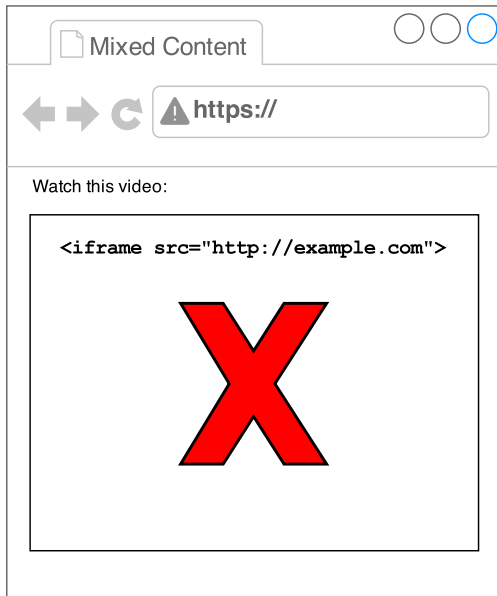 Mixed Content
https://
Watch this video:
<iframe src="http://example.com">
X